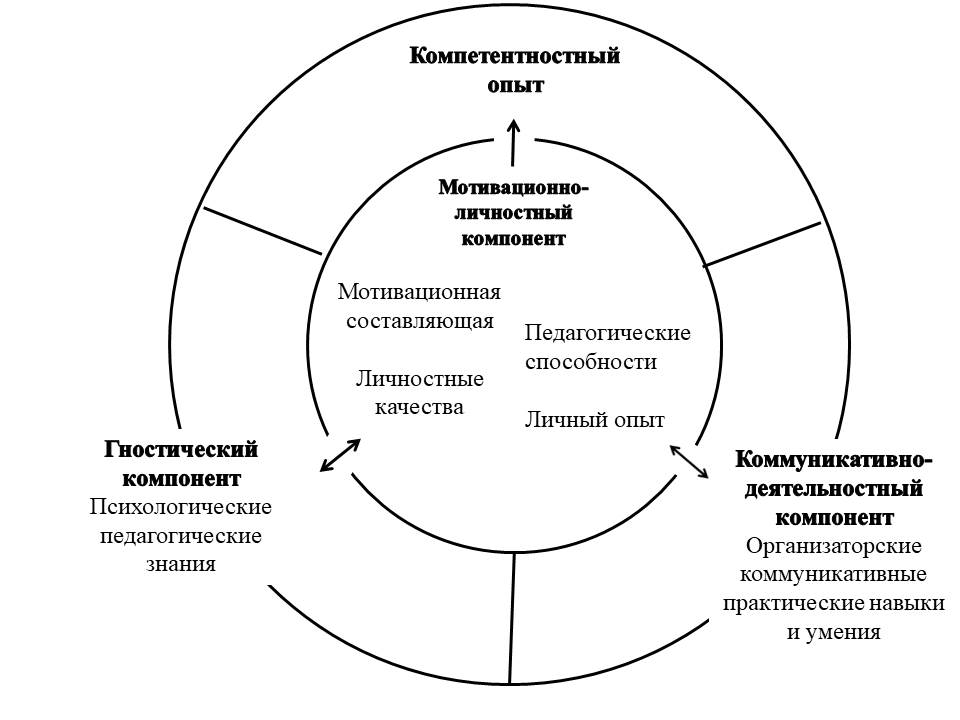 Компетентностный
опыт
Мотивационно-
личностный
компонент
Мотивационная
составляющая
Личностные
качества
Педагогические
способности
Личный опыт
Гностический
компонент
Психологические
педагогические
знания
Коммуникативно-
деятельностный
компонент
Организаторские
коммуникативные
практические навыки
и умения